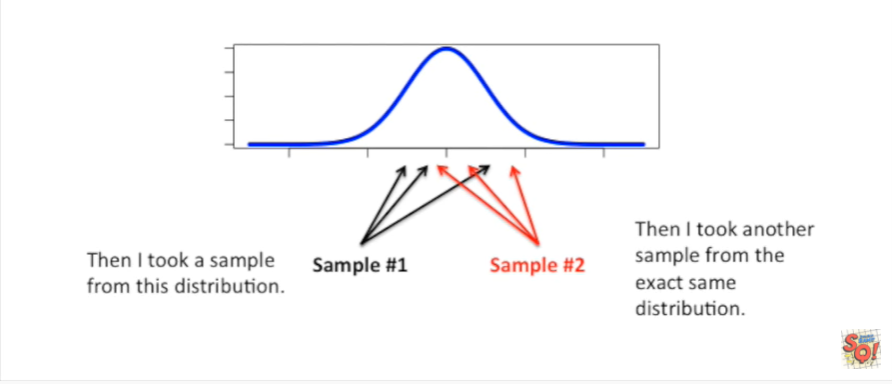 Then I took a sample
from this distribution.
Sample #1
Sample #2
Then I took another
sample from the
exact same
distribution.
SQ!